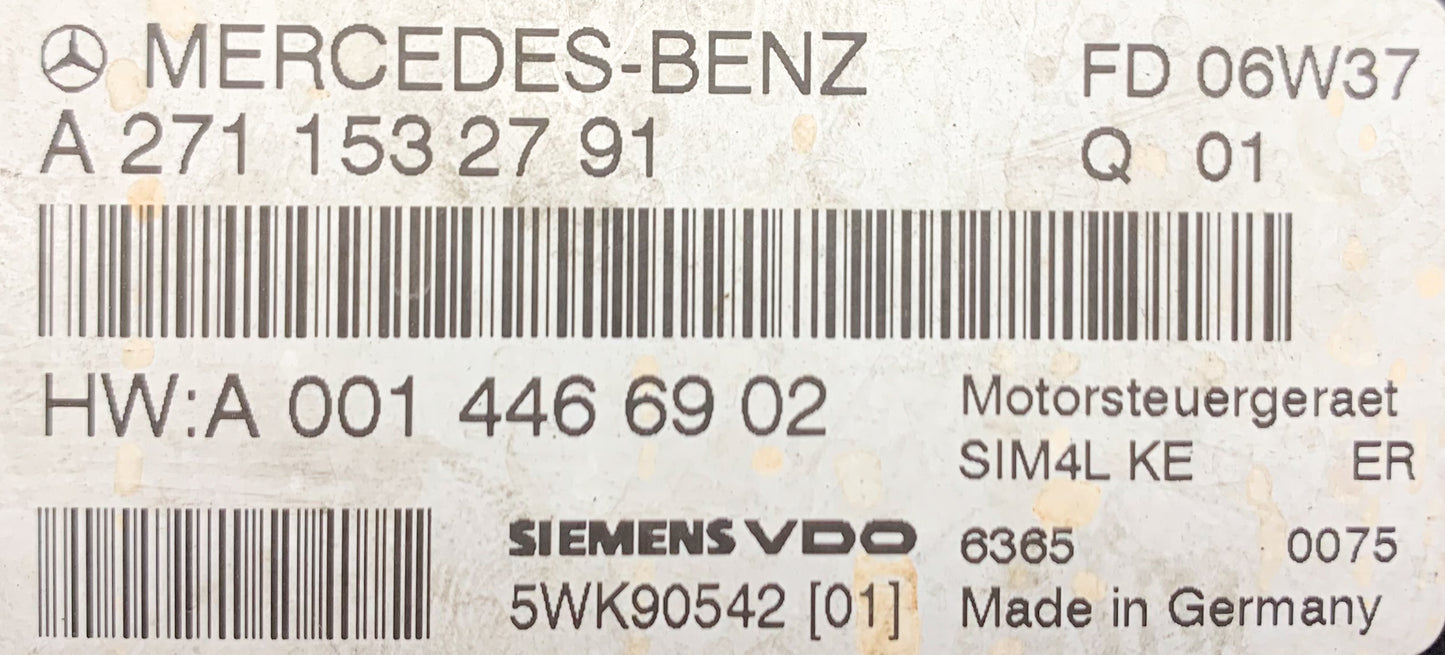 MERCEDES-BENZ FD 06W37
A 271 153 27 91 Q 01
HW:A 001 446 69 02 Motorsteuergeraet
SIM4L KE ER
SIEMENS VDO 6365 0075
5WK90542 [01] Made in Germany